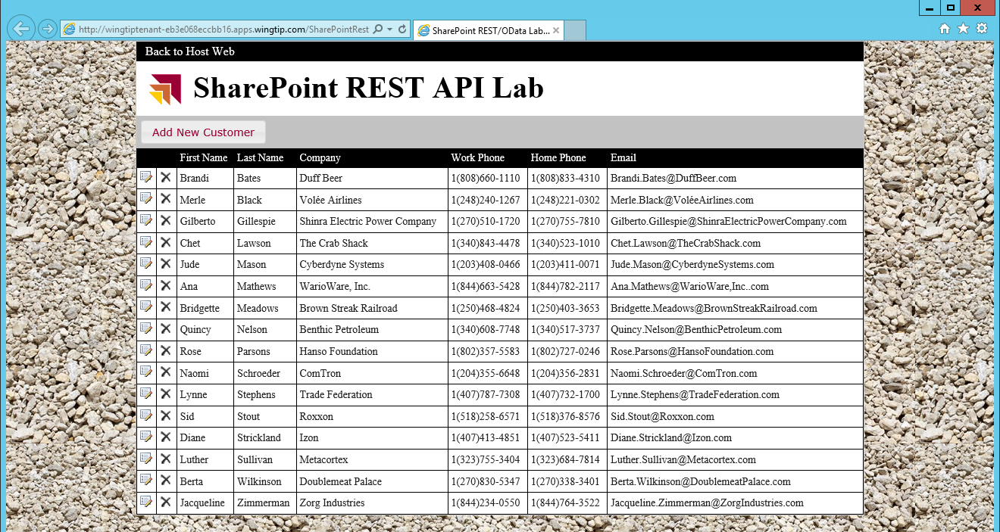 http://wingtiptenant-eb3e068eccbb16.apps.wingtip.com/SharePointRest
SharePoint REST/OData Lab...
Back to Host Web
SharePoint REST API Lab
Add New Customer
First Name Last Name Company Work Phone Home Phone Email
Brandi Bates Duff Beer 1(808)660-1110 1(808)833-4310 Brandi.Bates@DuffBeer.com
Merle Black Volée Airlines 1(248)240-1267 1(248)221-0302 Merle.Black@VoléeAirlines.com
Gilberto Gillespie Shinra Electric Power Company 1(270)510-1720 1(270)755-7810 Gilberto.Gillespie@ShinraElectricPowerCompany.com
Chet Lawson The Crab Shack 1(340)843-4478 1(340)523-1010 Chet.Lawson@TheCrabShack.com
Jude Mason Cyberdyne Systems 1(203)408-0466 1(203)411-0071 Jude.Mason@CyberdyneSystems.com
Ana Mathews WarioWare, Inc. 1(844)663-5428 1(844)782-2117 Ana.Mathews@WarioWare,Inc..com
Bridgette Meadows Brown Streak Railroad 1(250)468-4824 1(250)403-3653 Bridgette.Meadows@BrownStreakRailroad.com
Quincy Nelson Benthic Petroleum 1(340)608-7748 1(340)517-3737 Quincy.Nelson@BenthicPetroleum.com
Rose Parsons Hanso Foundation 1(802)357-5583 1(802)727-0246 Rose.Parsons@HansoFoundation.com
Naomi Schroeder ComTron 1(204)355-6648 1(204)356-2831 Naomi.Schroeder@ComTron.com
Lynne Stephens Trade Federation 1(407)787-7308 1(407)732-1700 Lynne.Stephens@TradeFederation.com
Sid Stout Roxxon 1(518)258-6571 1(518)376-8576 Sid.Stout@Roxxon.com
Diane Strickland Izon 1(407)413-4851 1(407)523-5411 Diane.Strickland@Izon.com
Luther Sullivan Metacortex 1(323)755-3404 1(323)684-7814 Luther.Sullivan@Metacortex.com
Berta Wilkinson Doublemeat Palace 1(270)830-5347 1(270)338-3401 Berta.Wilkinson@DoublemeatPalace.com
Jacqueline Zimmerman Zorg Industries 1(844)234-0550 1(844)764-3522 Jacqueline.Zimmerman@ZorgIndustries.com